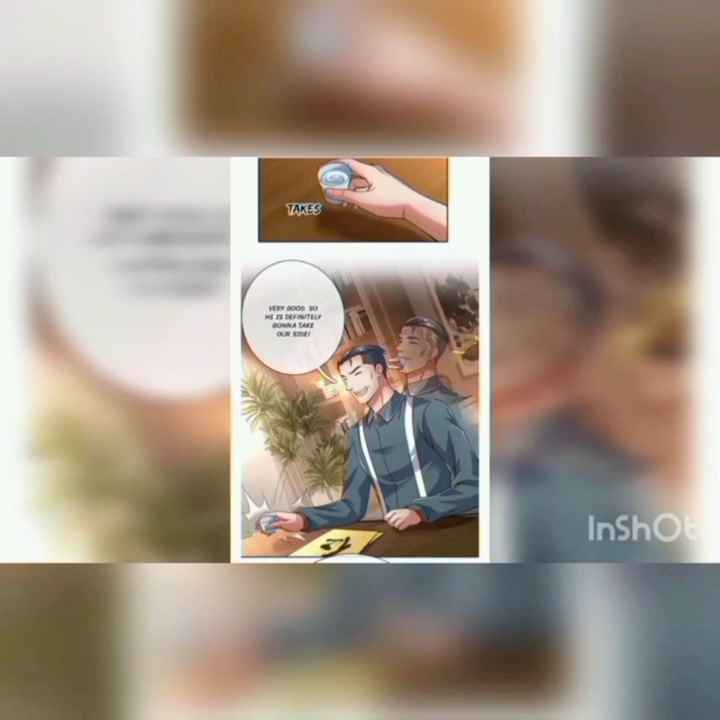 TAKES
VERY GOOD. SO
HE IS DEFINITELY
GONNA TAKE
OUR SIDE!
InShOt